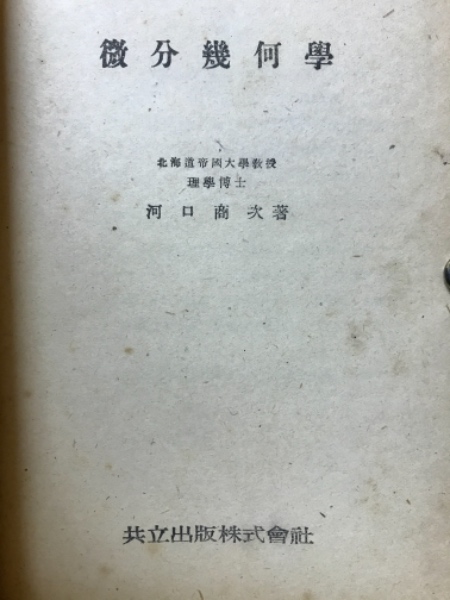 微分幾何學
北海道帝國大學教授
理學博士
河口商次著
共立出版株式會社